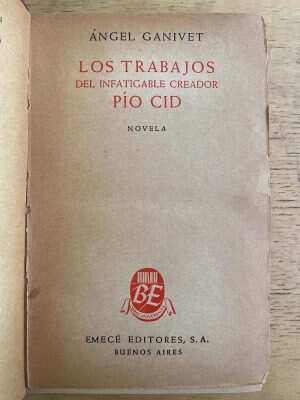 ÁNGEL GANIVET
LOS TRABAJOS
DEL INFATIGABLE CREADOR
PÍO CID
NOVELA
BE
EMECÉ EDITORES, S.A.
BUENOS AIRES